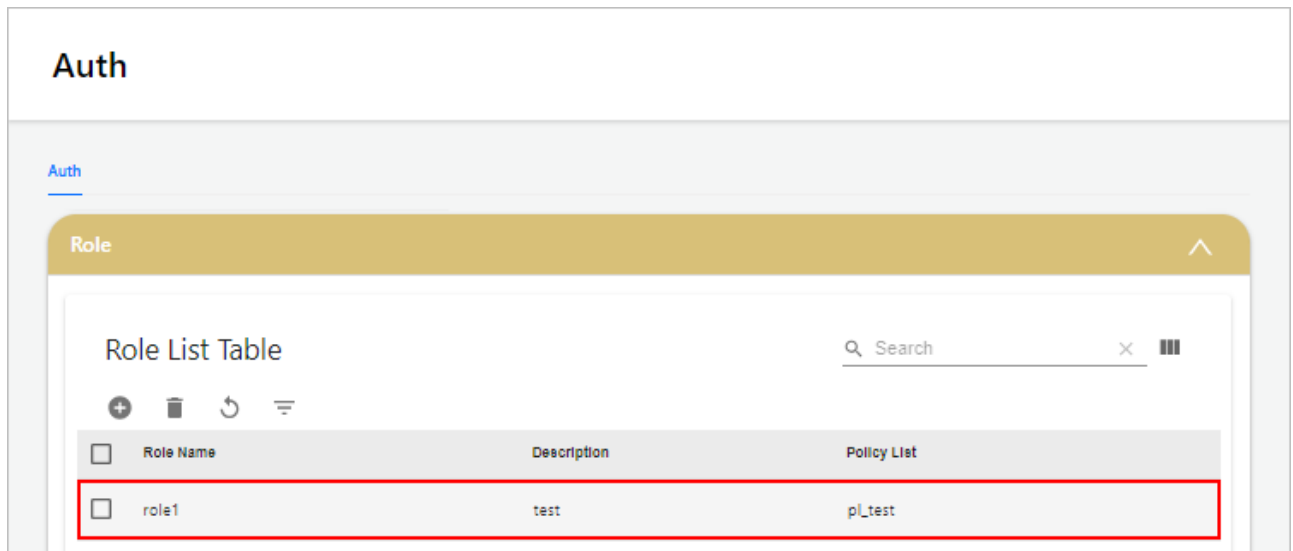 Auth
Auth
Role
Role List Table
Search
Role Name Description Policy List
role1 test pl_test